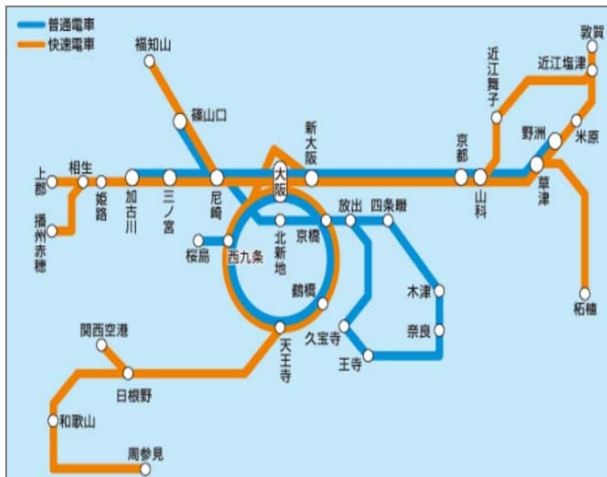 普通電車
快速電車
福知山
篠山口
新大阪
大阪
近江舞子
敦賀
近江塩津
米原
野洲
草津
京都
山科
上郡
相生
姫路
播州赤穂
加古川
三ノ宮
尼崎
桜島
西九条
北新地
京橋
放出
四条畷
鶴橋
木津
奈良
久宝寺
王寺
天王寺
柘植
関西空港
日根野
和歌山
周参見